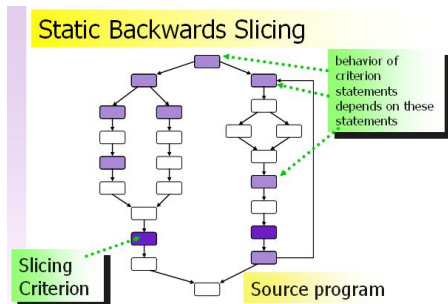 Static Backwards Slicing
behavior of
criterion
statements
depends on these
statements
Slicing
Criterion
Source program